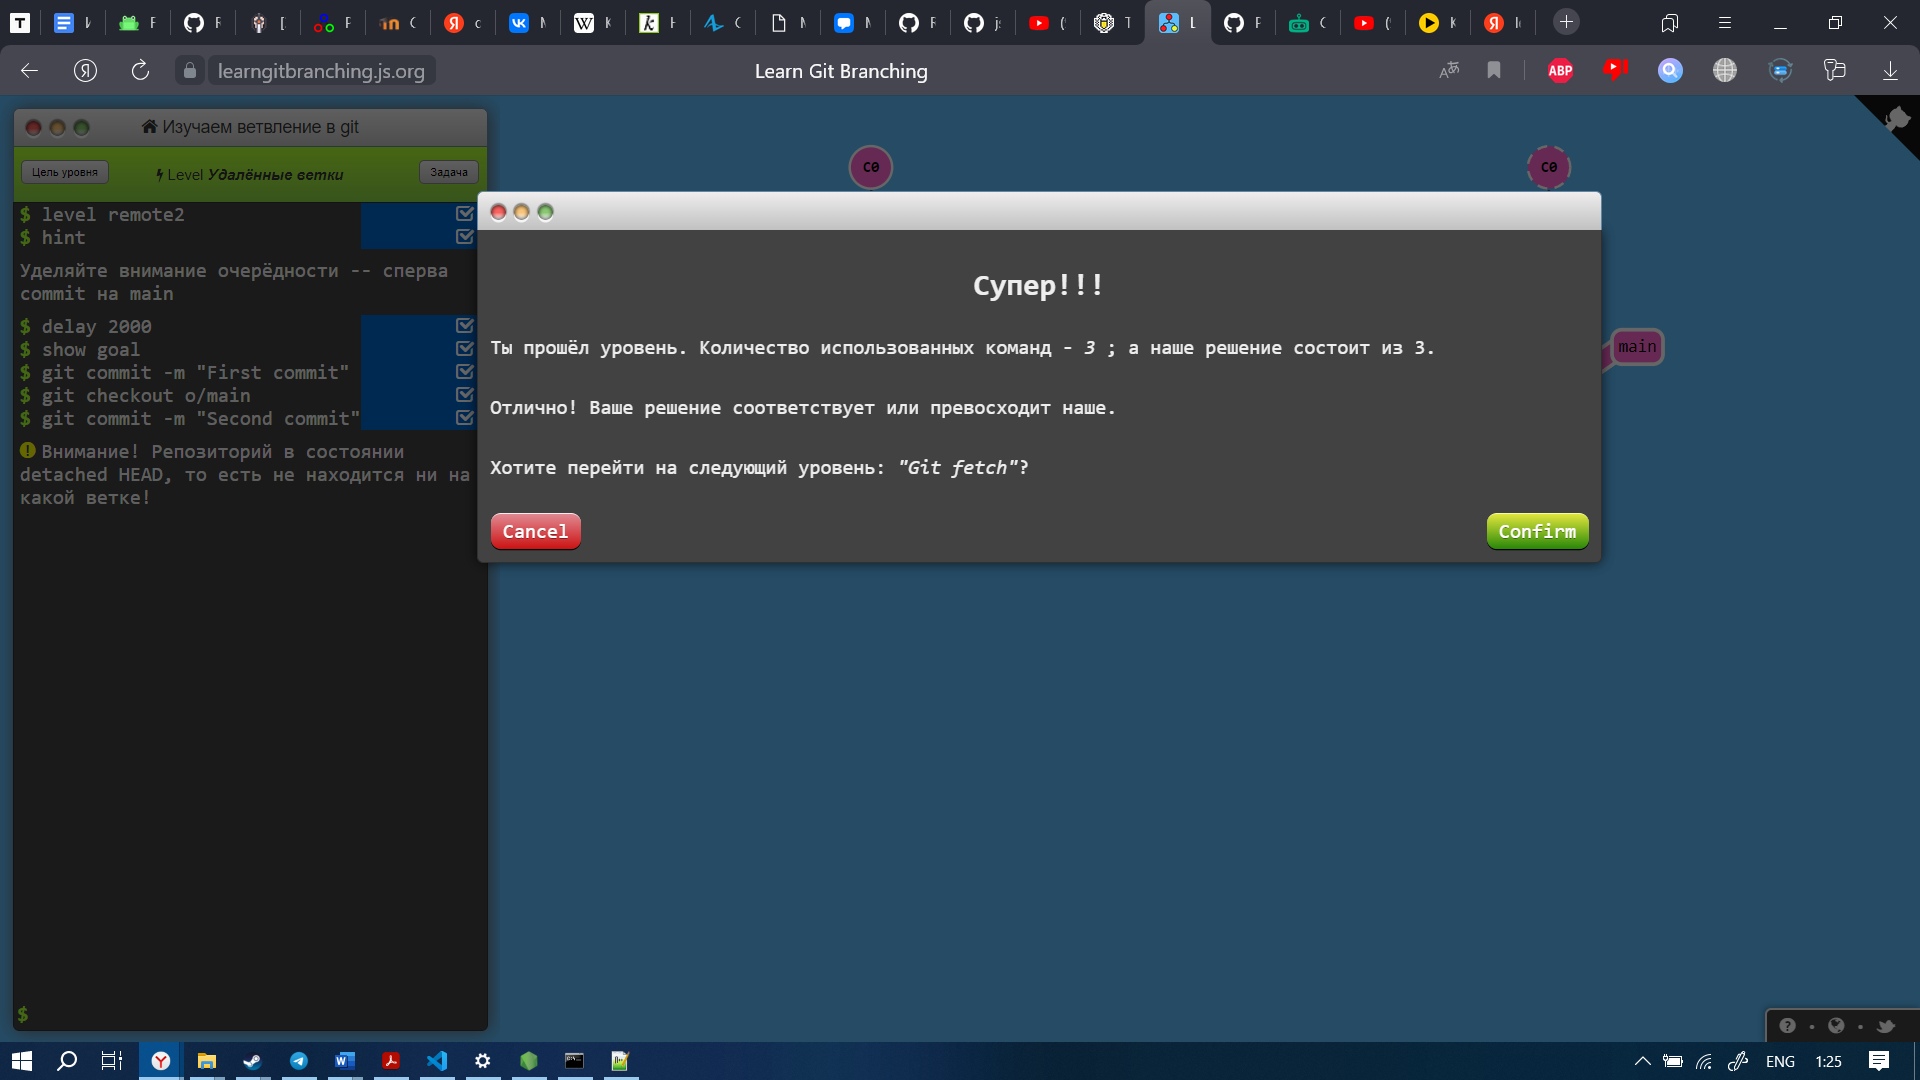 learngitbranching.js.org
Learn Git Branching
ABP
Изучаем ветвление в git
Цель уровня
Level Удалённые ветки
Задача
$ level remote2
$ hint
Уделяйте внимание очерёдности -- сперва
commit на main
$ delay 2000
$ show goal
$ git commit -m "First commit"
$ git checkout o/main
$ git commit -m "Second commit"
Внимание! Репозиторий в состоянии
detached HEAD, то есть не находится ни на
какой ветке!
$
C0
C0
main
Супер!!!
Ты прошёл уровень. Количество использованных команд - 3 ; а наше решение состоит из 3.
Отлично! Ваше решение соответствует или превосходит наше.
Хотите перейти на следующий уровень: "Git fetch"?
Cancel
Confirm
ENG
1:25